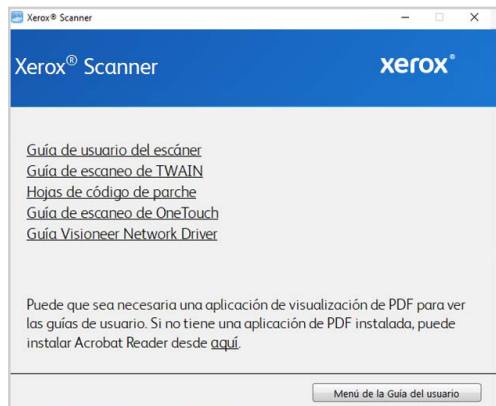 Xerox® Scanner
Xerox® Scanner
xerox®
Guía de usuario del escáner
Guía de escaneo de TWAIN
Hojas de código de parche
Guía de escaneo de OneTouch
Guía Visioneer Network Driver
Puede que sea necesaria una aplicación de visualización de PDF para ver
las guías de usuario. Si no tiene una aplicación de PDF instalada, puede
instalar Acrobat Reader desde aquí.
Menú de la Guía del usuario